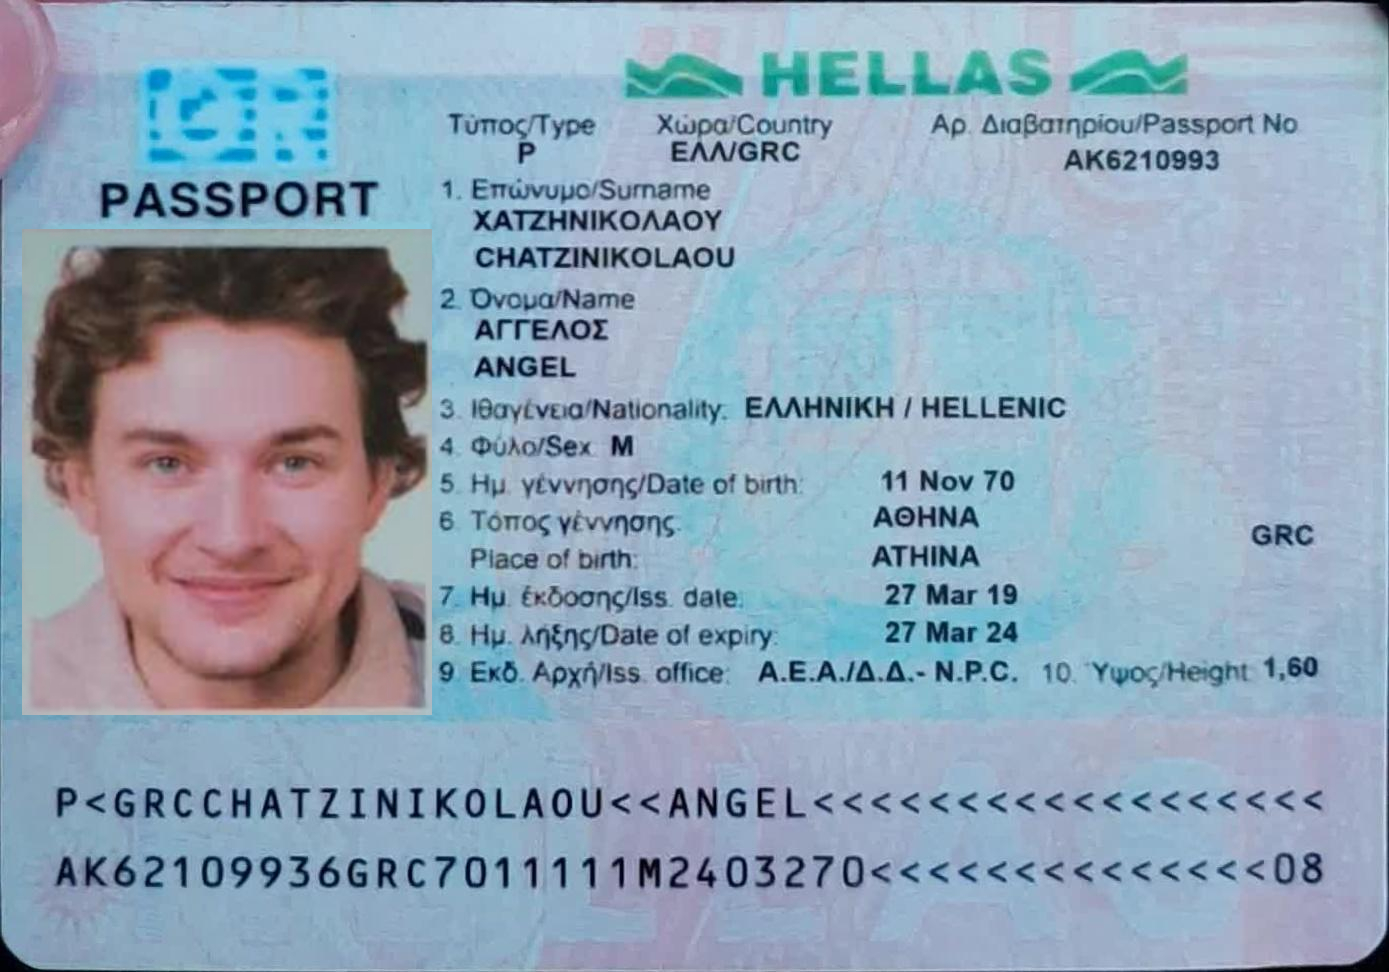 GR
HELLAS
PASSPORT
Τύπος/Type Χώρα/Country Αρ. Διαβατηρίου/Passport No
P ΕΛΛ/GRC AK6210993
1. Επώνυμο/Surname
ΧΑΤΖΗΝΙΚΟΛΑΟΥ
CHATZINIKOLAOU
2. Όνομα/Name
ΑΓΓΕΛΟΣ
ANGEL
3. Ιθαγένεια/Nationality: ΕΛΛΗΝΙΚΗ / HELLENIC
4. Φύλο/Sex M
5. Ημ. γέννησης/Date of birth: 11 Nov 70
6. Τόπος γέννησης: ΑΘΗΝΑ
Place of birth: ATHINA
GRC
7. Ημ. έκδοσης/Iss. date: 27 Mar 19
8. Ημ. λήξης/Date of expiry: 27 Mar 24
9. Εκδ. Αρχή/Iss. office: Α.Ε.Α./Δ.Δ.- N.P.C. 10. Ύψος/Height 1,60
P<GRCCHATZINIKOLAOU<<ANGEL<<<<<<<<<<<<<<<<<<
AK62109936GRC7011111M2403270<<<<<<<<<<<<<<08